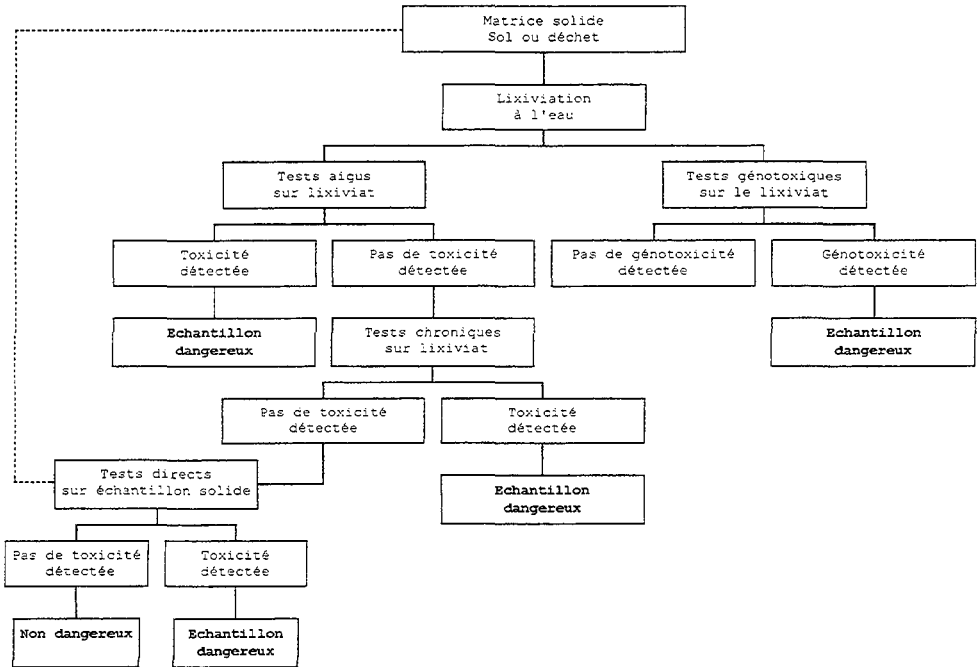 Matrice solide
Sol ou déchet
Lixiviation
à l'eau
Tests aigus
sur lixiviat
Tests génotoxiques
sur le lixiviat
Toxicité
détectée
Pas de toxicité
détectée
Pas de génotoxicité
détectée
Génotoxicité
détectée
Echantillon
dangereux
Tests chroniques
sur lixiviat
Echantillon
dangereux
Pas de toxicité
détectée
Toxicité
détectée
Tests directs
sur échantillon solide
Echantillon
dangereux
Pas de toxicité
détectée
Toxicité
détectée
Non dangereux
Echantillon
dangereux